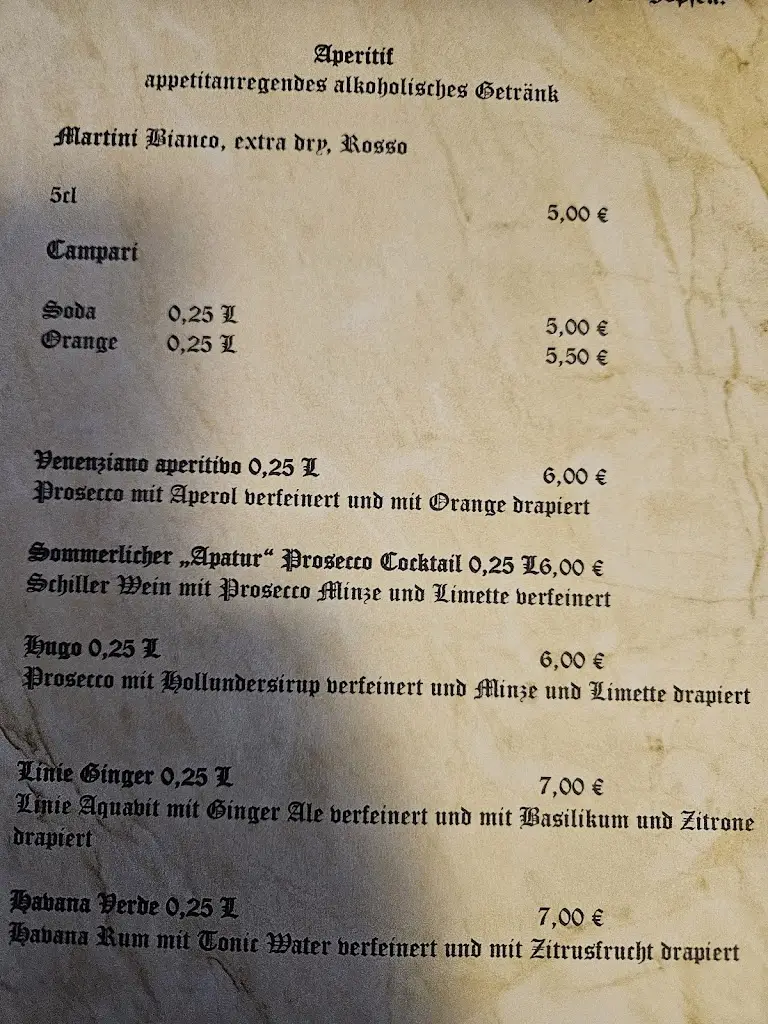 Aperitif
appetitanregendes alkoholisches Getränk
Martini Bianco, extra dry, Rosso
5cl 5,00 €
Campari
Soda 0,25 L 5,00 €
Orange 0,25 L 5,50 €
Venenziano aperitivo 0,25 L 6,00 €
Prosecco mit Aperol verfeinert und mit Orange drapiert
Sommerlicher „Apatur“ Prosecco Cocktail 0,25 L6,00 €
Schiller Wein mit Prosecco Minze und Limette verfeinert
Hugo 0,25 L 6,00 €
Prosecco mit Hollundersirup verfeinert und Minze und Limette drapiert
Linie Ginger 0,25 L 7,00 €
Linie Aquavit mit Ginger Ale verfeinert und mit Basilikum und Zitrone
drapiert
Havana Verde 0,25 L 7,00 €
Havana Rum mit Tonic Water verfeinert und mit Zitrusfrucht drapiert